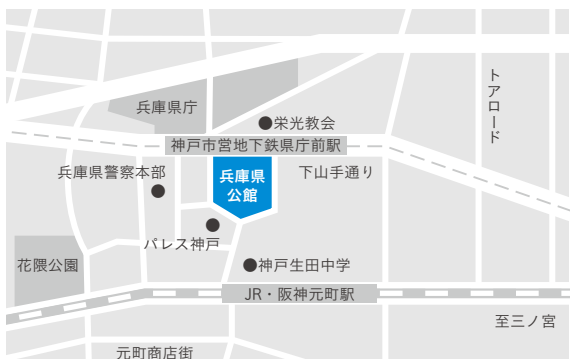 トアロード
兵庫県庁
栄光教会
神戸市営地下鉄県庁前駅
兵庫県警察本部
兵庫県
公館
下山手通り
パレス神戸
花隈公園
神戸生田中学
JR・阪神元町駅
至三ノ宮
元町商店街